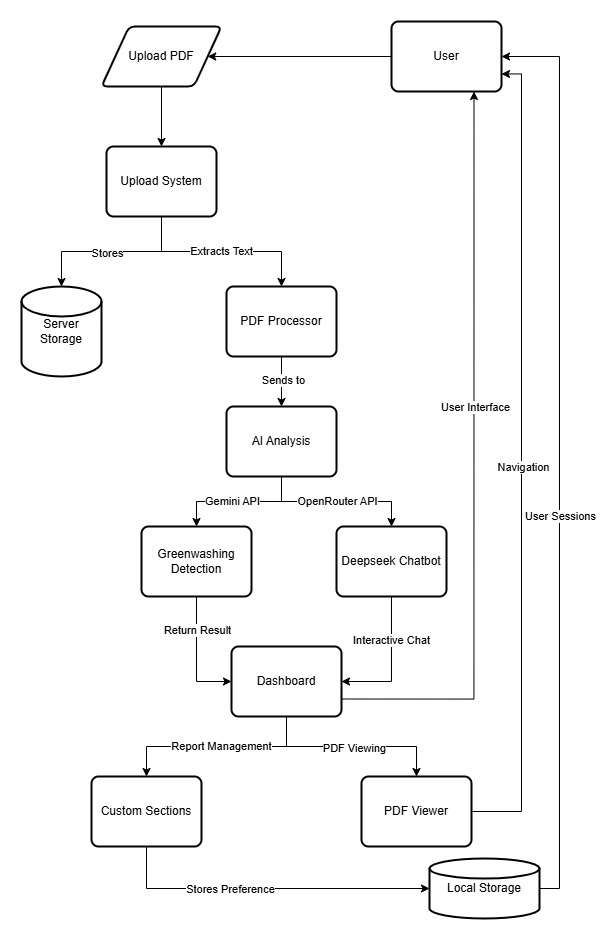 Upload PDF
User
Upload System
Stores
Extracts Text
Server
Storage
PDF Processor
Sends to
AI Analysis
User Interface
Navigation
Gemini API
OpenRouter API
User Sessions
Greenwashing
Detection
Deepseek Chatbot
Return Result
Interactive Chat
Dashboard
Report Management
PDF Viewing
Custom Sections
PDF Viewer
Stores Preference
Local Storage